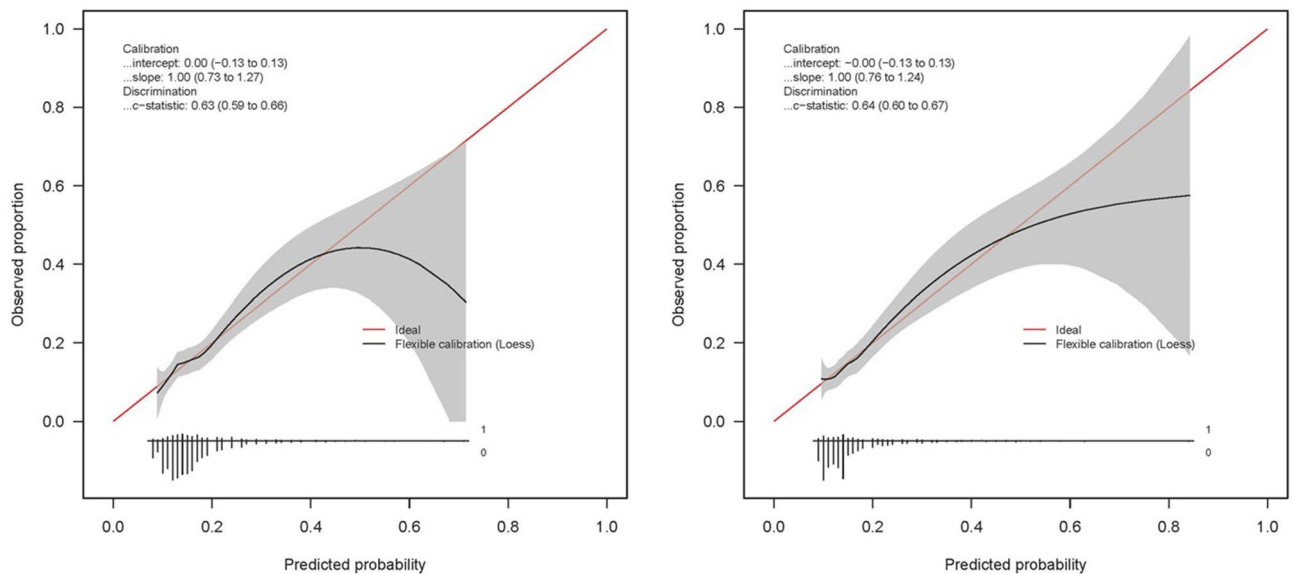 Calibration
...intercept: 0.00 (−0.13 to 0.13)
...slope: 1.00 (0.73 to 1.27)
Discrimination
...c−statistic: 0.63 (0.59 to 0.66)
1.0
0.8
0.6
0.4
0.2
0.0
Observed proportion
Ideal
Flexible calibration (Loess)
1
0
0.0 0.2 0.4 0.6 0.8 1.0
Predicted probability
Calibration
...intercept: −0.00 (−0.13 to 0.13)
...slope: 1.00 (0.76 to 1.24)
Discrimination
...c−statistic: 0.64 (0.60 to 0.67)
1.0
0.8
0.6
0.4
0.2
0.0
Observed proportion
Ideal
Flexible calibration (Loess)
1
0
0.0 0.2 0.4 0.6 0.8 1.0
Predicted probability